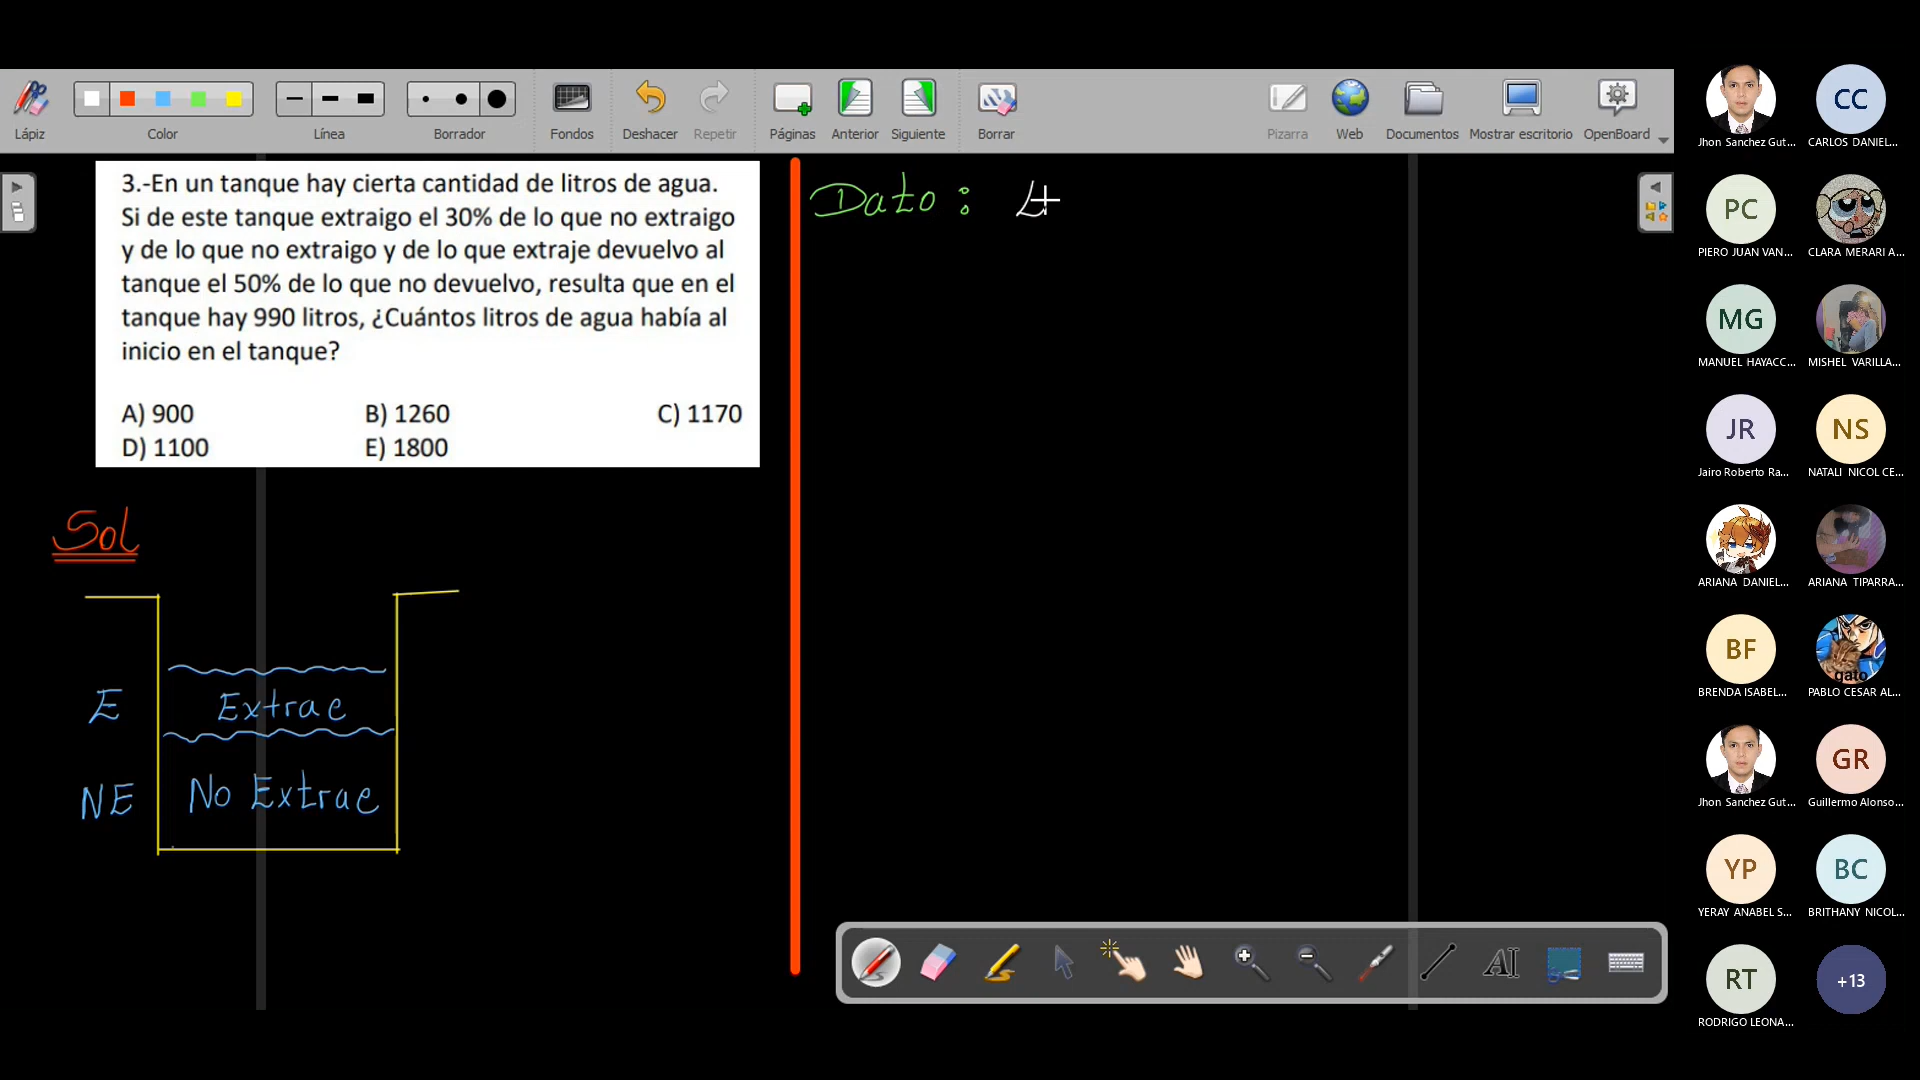 Lápiz
Color
Línea
Borrador
Fondos
Deshacer
Repetir
Páginas
Anterior
Siguiente
Borrar
Pizarra
Web
Documentos
Mostrar escritorio
OpenBoard
3.-En un tanque hay cierta cantidad de litros de agua.
Si de este tanque extraigo el 30% de lo que no extraigo
y de lo que no extraigo y de lo que extraje devuelvo al
tanque el 50% de lo que no devuelvo, resulta que en el
tanque hay 990 litros, ¿Cuántos litros de agua había al
inicio en el tanque?
A) 900 B) 1260 C) 1170
D) 1100 E) 1800
Sol
E Extrae
NE No Extrae
Dato :
AI
CC
Jhon Sanchez Gut... CARLOS DANIEL...
PC
PIERO JUAN VAN... CLARA MERARI A...
MG
MANUEL HAYACC... MISHEL VARILLA...
JR NS
Jairo Roberto Ra... NATALI NICOL CE...
ARIANA DANIEL... ARIANA TIPARRA...
BF gato
BRENDA ISABEL... PABLO CESAR AL...
GR
Jhon Sanchez Gut... Guillermo Alonso...
YP BC
YERAY ANABEL S... BRITHANY NICOL...
RT +13
RODRIGO LEONA...